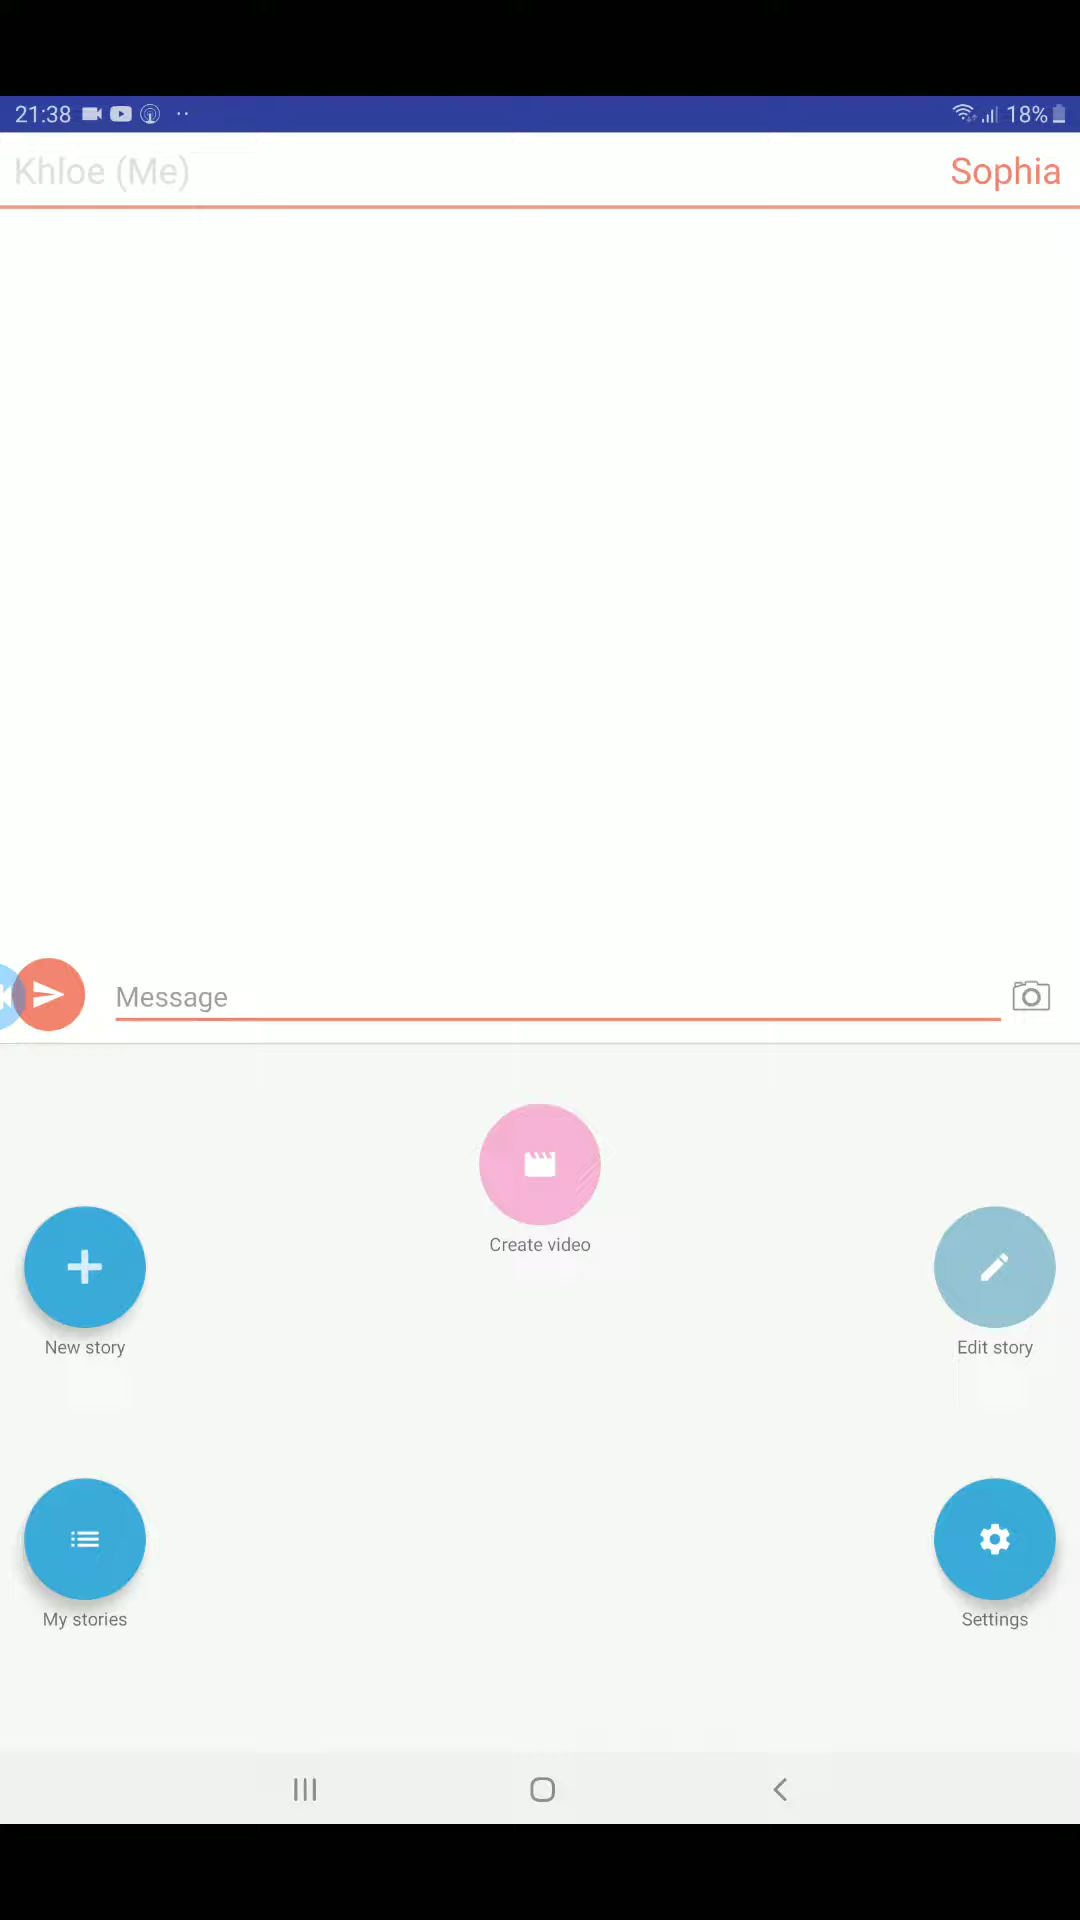 21:38
18%
Khloe (Me)
Sophia
Message
Create video
New story
Edit story
My stories
Settings